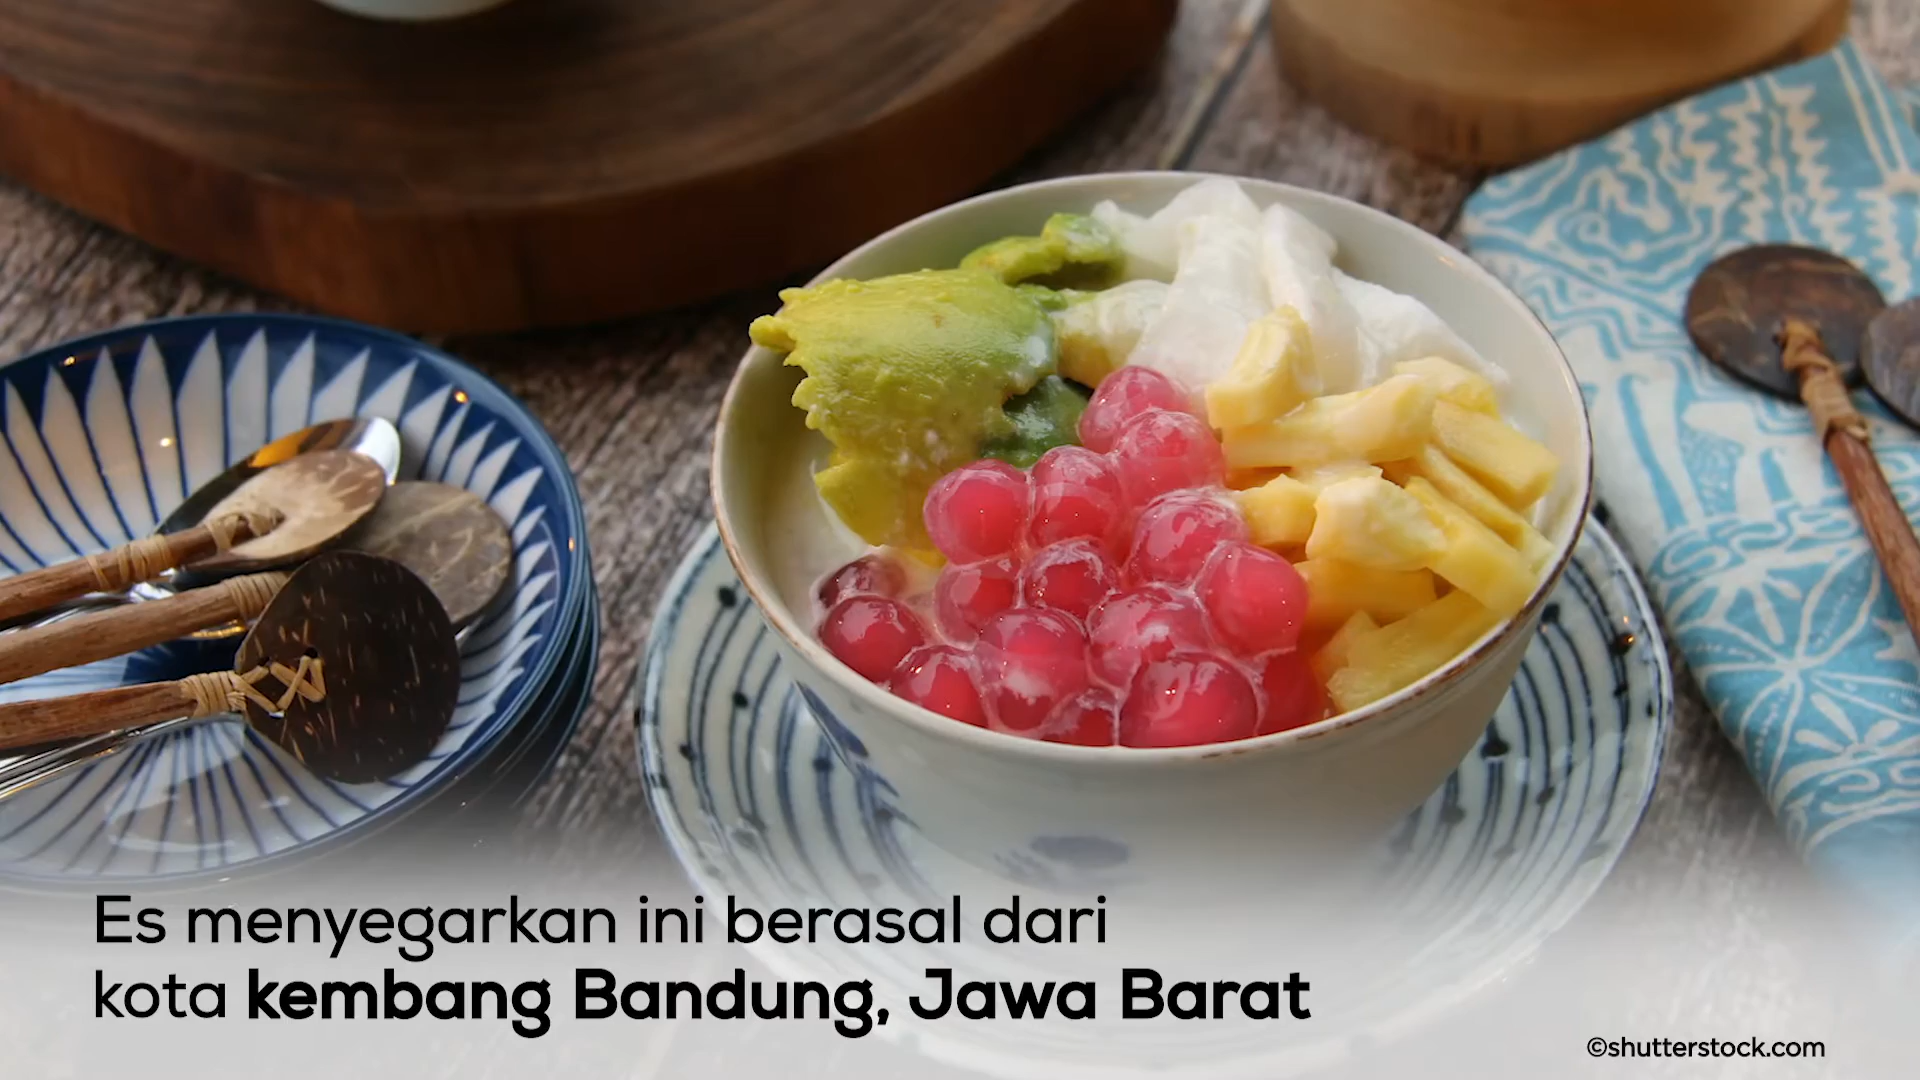 Es menyegarkan ini berasal dari
kota kembang Bandung, Jawa Barat
©shutterstock.com